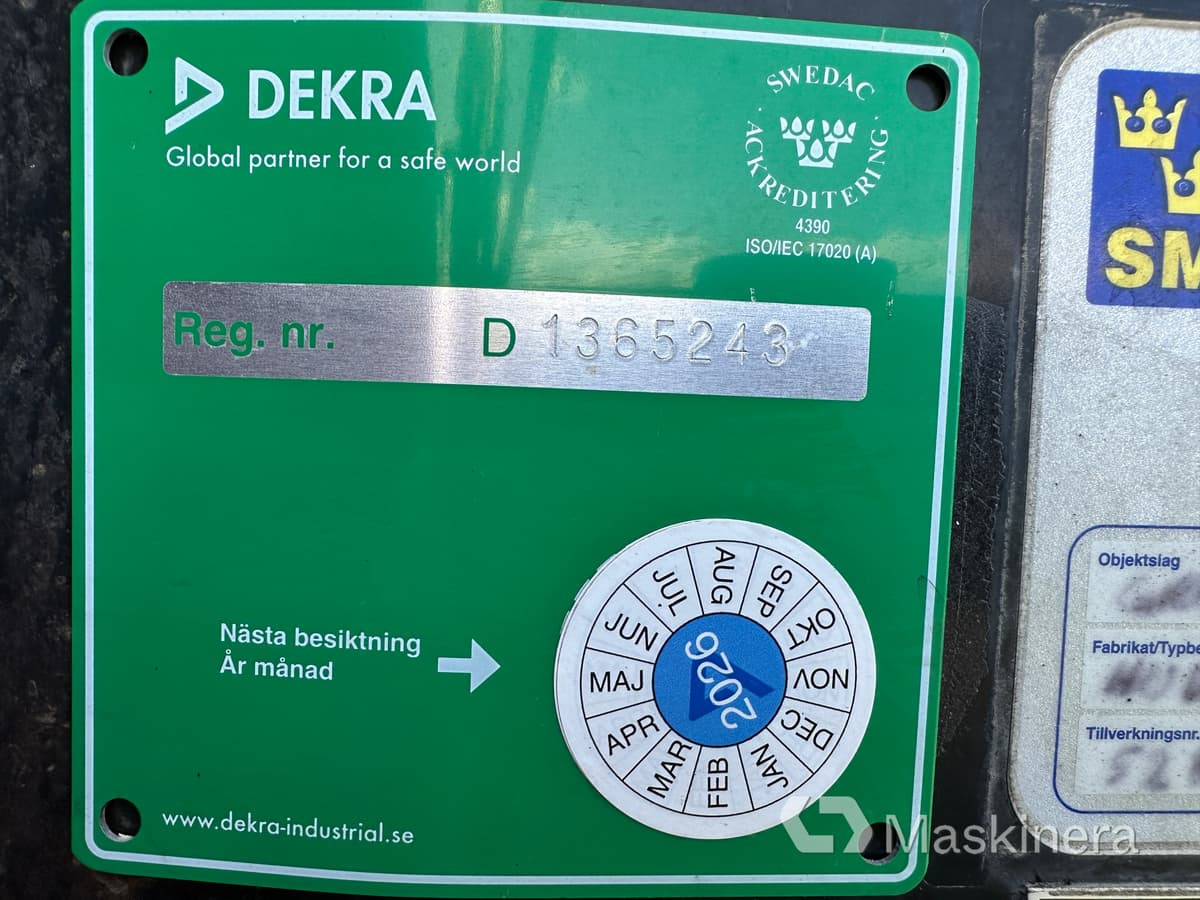 DEKRA
Global partner for a safe world
SWEDAC
ACKREDITERING
4390
ISO/IEC 17020 (A)
Reg. nr. D 1365243
Nästa besiktning
År månad
JAN
FEB
MAR
APR
MAJ
JUN
JUL
AUG
SEP
OKT
NOV
DEC
2026
www.dekra-industrial.se
SM
Objektslag
Fabrikat/Typbe
Tillverkningsnr.
Maskinera